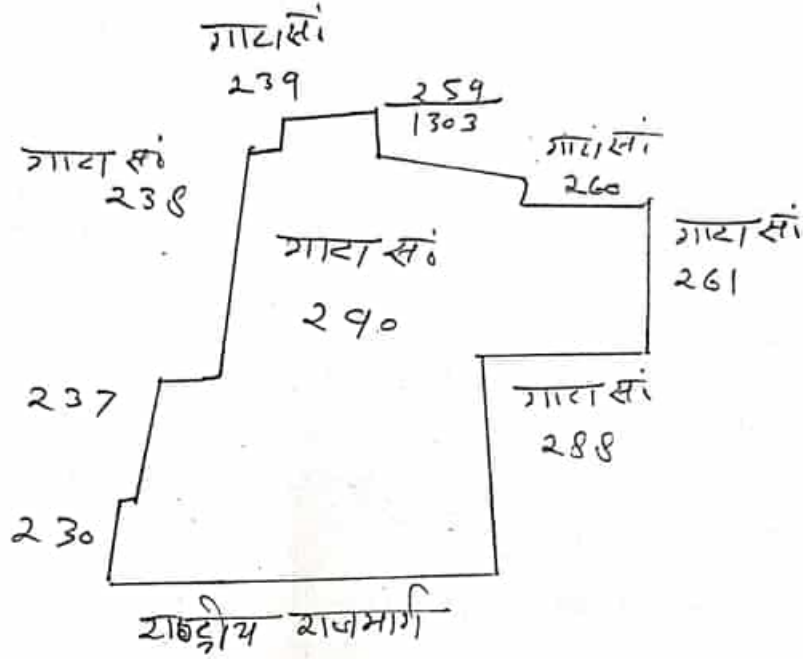 गाटा सं
239
259
1303
गाटा सं
238
गाटा सं
260
गाटा सं
261
गाटा सं
290
237
गाटा सं
288
230
राष्ट्रीय राजमार्ग